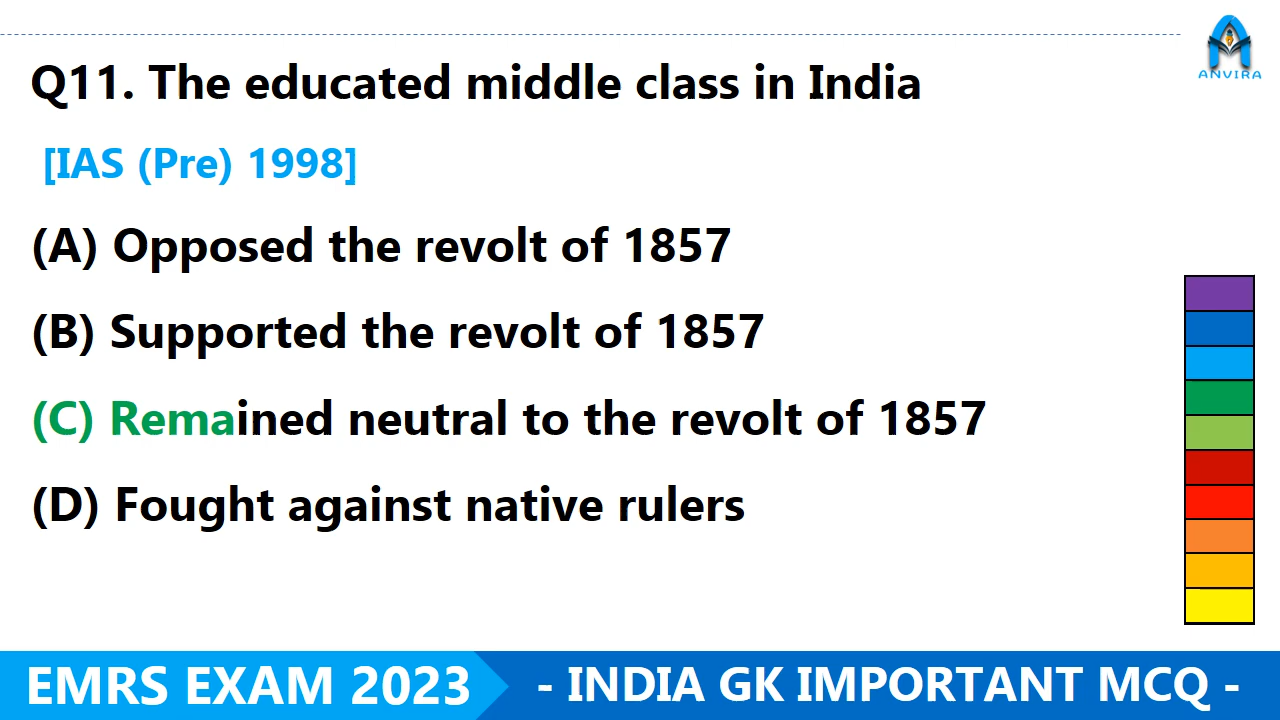 ANVIRA
Q11. The educated middle class in India
[IAS (Pre) 1998]
(A) Opposed the revolt of 1857
(B) Supported the revolt of 1857
(C) Remained neutral to the revolt of 1857
(D) Fought against native rulers
EMRS EXAM 2023 - INDIA GK IMPORTANT MCQ -